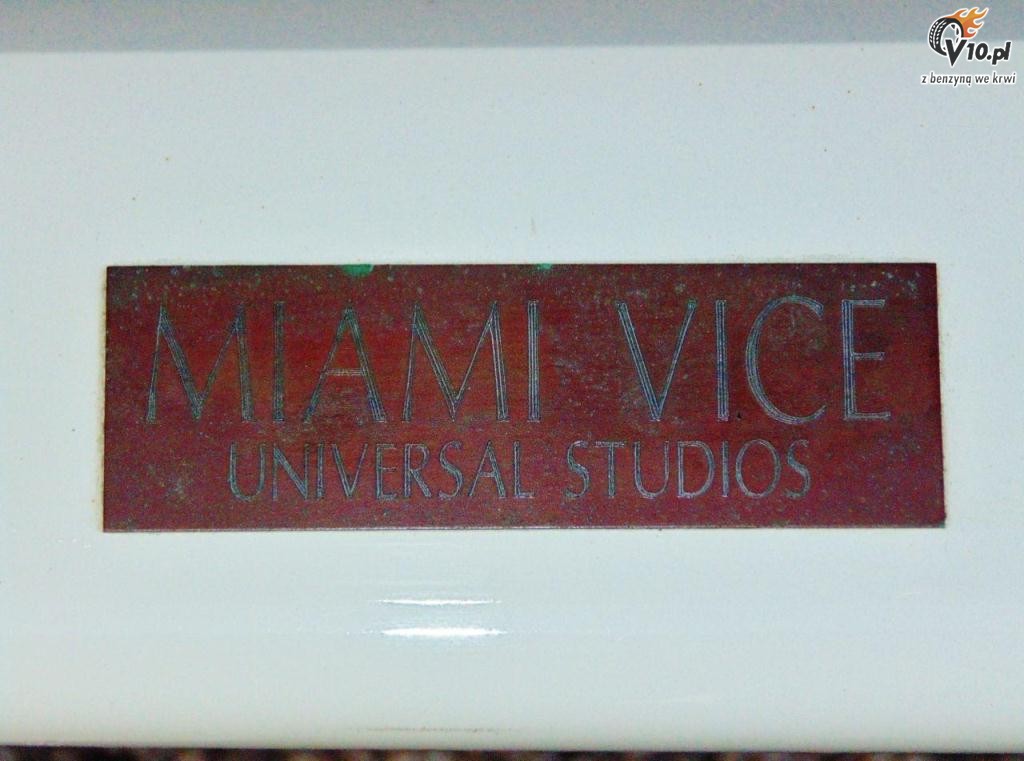 V10.pl
z benzyną we krwi
MIAMI VICE
UNIVERSAL STUDIOS